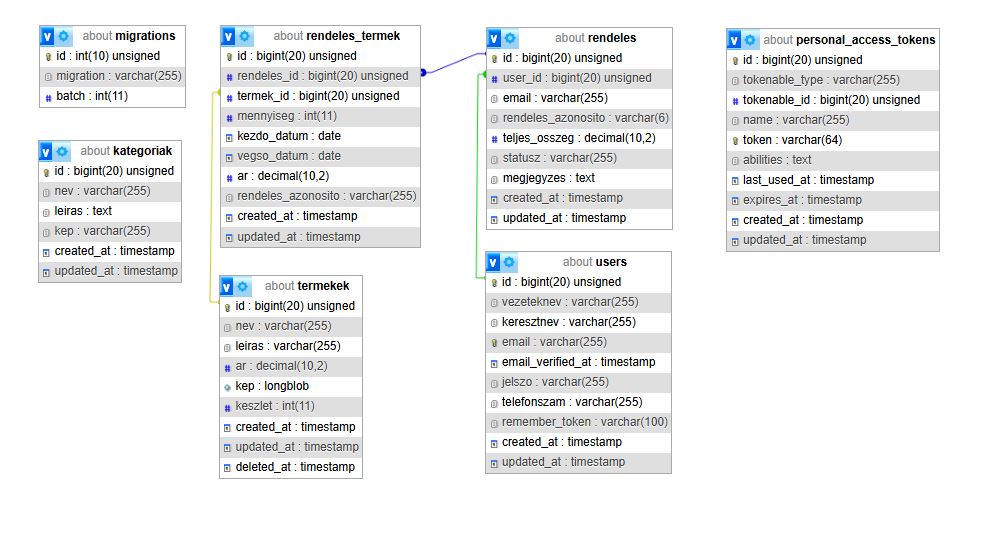 about migrations
id : int(10) unsigned
migration : varchar(255)
batch : int(11)
about kategoriak
id : bigint(20) unsigned
nev : varchar(255)
leiras : text
kep : varchar(255)
created_at : timestamp
updated_at : timestamp
about rendeles_termek
id : bigint(20) unsigned
rendeles_id : bigint(20) unsigned
termek_id : bigint(20) unsigned
mennyiseg : int(11)
kezdo_datum : date
vegso_datum : date
ar : decimal(10,2)
rendeles_azonosito : varchar(255)
created_at : timestamp
updated_at : timestamp
about termekek
id : bigint(20) unsigned
nev : varchar(255)
leiras : varchar(255)
ar : decimal(10,2)
kep : longblob
keszlet : int(11)
created_at : timestamp
updated_at : timestamp
deleted_at : timestamp
about rendeles
id : bigint(20) unsigned
user_id : bigint(20) unsigned
email : varchar(255)
rendeles_azonosito : varchar(6)
teljes_osszeg : decimal(10,2)
statusz : varchar(255)
megjegyzes : text
created_at : timestamp
updated_at : timestamp
about users
id : bigint(20) unsigned
vezeteknev : varchar(255)
keresztnev : varchar(255)
email : varchar(255)
email_verified_at : timestamp
jelszo : varchar(255)
telefonszam : varchar(255)
remember_token : varchar(100)
created_at : timestamp
updated_at : timestamp
about personal_access_tokens
id : bigint(20) unsigned
tokenable_type : varchar(255)
tokenable_id : bigint(20) unsigned
name : varchar(255)
token : varchar(64)
abilities : text
last_used_at : timestamp
expires_at : timestamp
created_at : timestamp
updated_at : timestamp